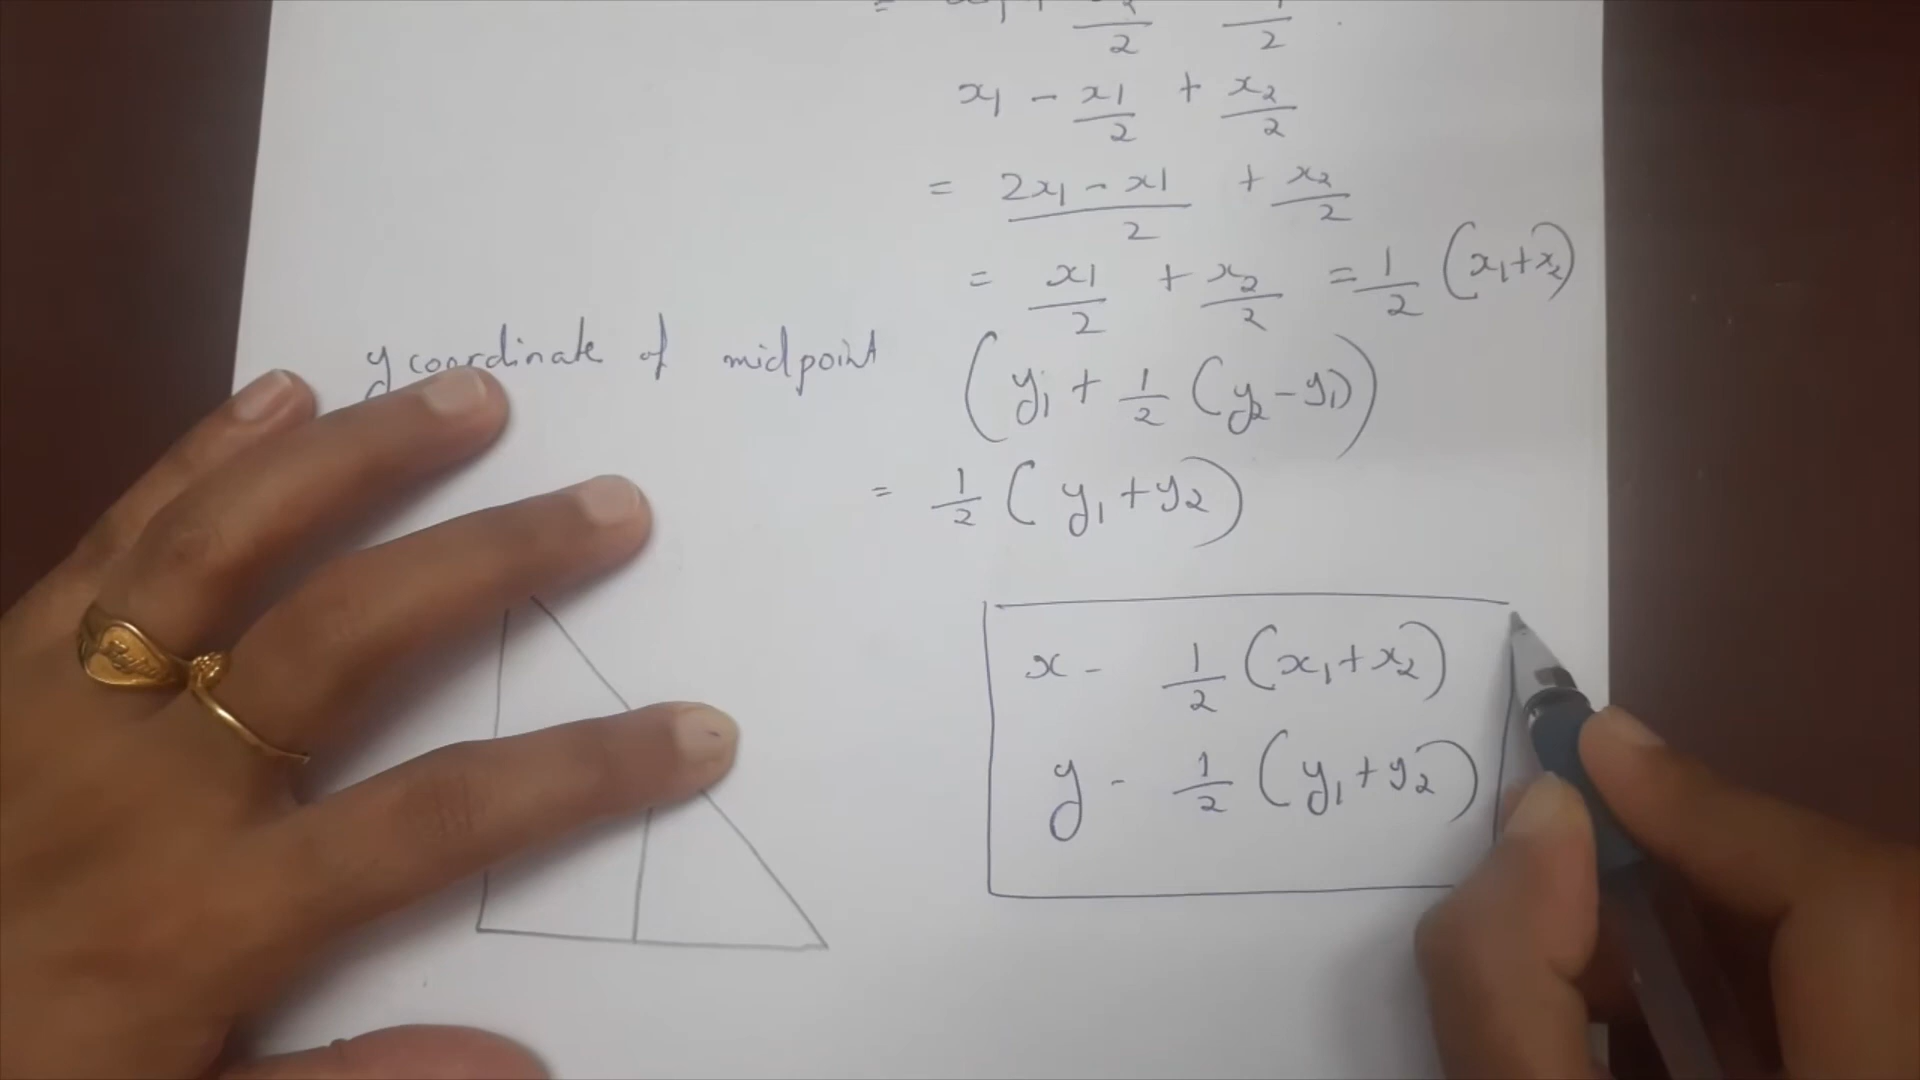 2 2
x1 - x1/2 + x2/2
= 2x1 - x1/2 + x2/2
= x1/2 + x2/2 = 1/2 (x1+x2)
y coordinate of midpoint (y1 + 1/2 (y2-y1))
= 1/2 (y1+y2)
x - 1/2 (x1+x2)
y - 1/2 (y1+y2)